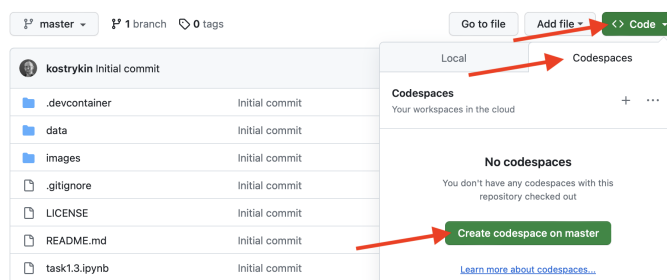 master 1 branch 0 tags Go to file Add file <> Code
Local Codespaces
kostrykin Initial commit
.devcontainer Initial commit
data Initial commit
images Initial commit
.gitignore Initial commit
LICENSE Initial commit
README.md Initial commit
task1.3.ipynb Initial commit
Codespaces
Your workspaces in the cloud
No codespaces
You don't have any codespaces with this
repository checked out
Create codespace on master
Learn more about codespaces...